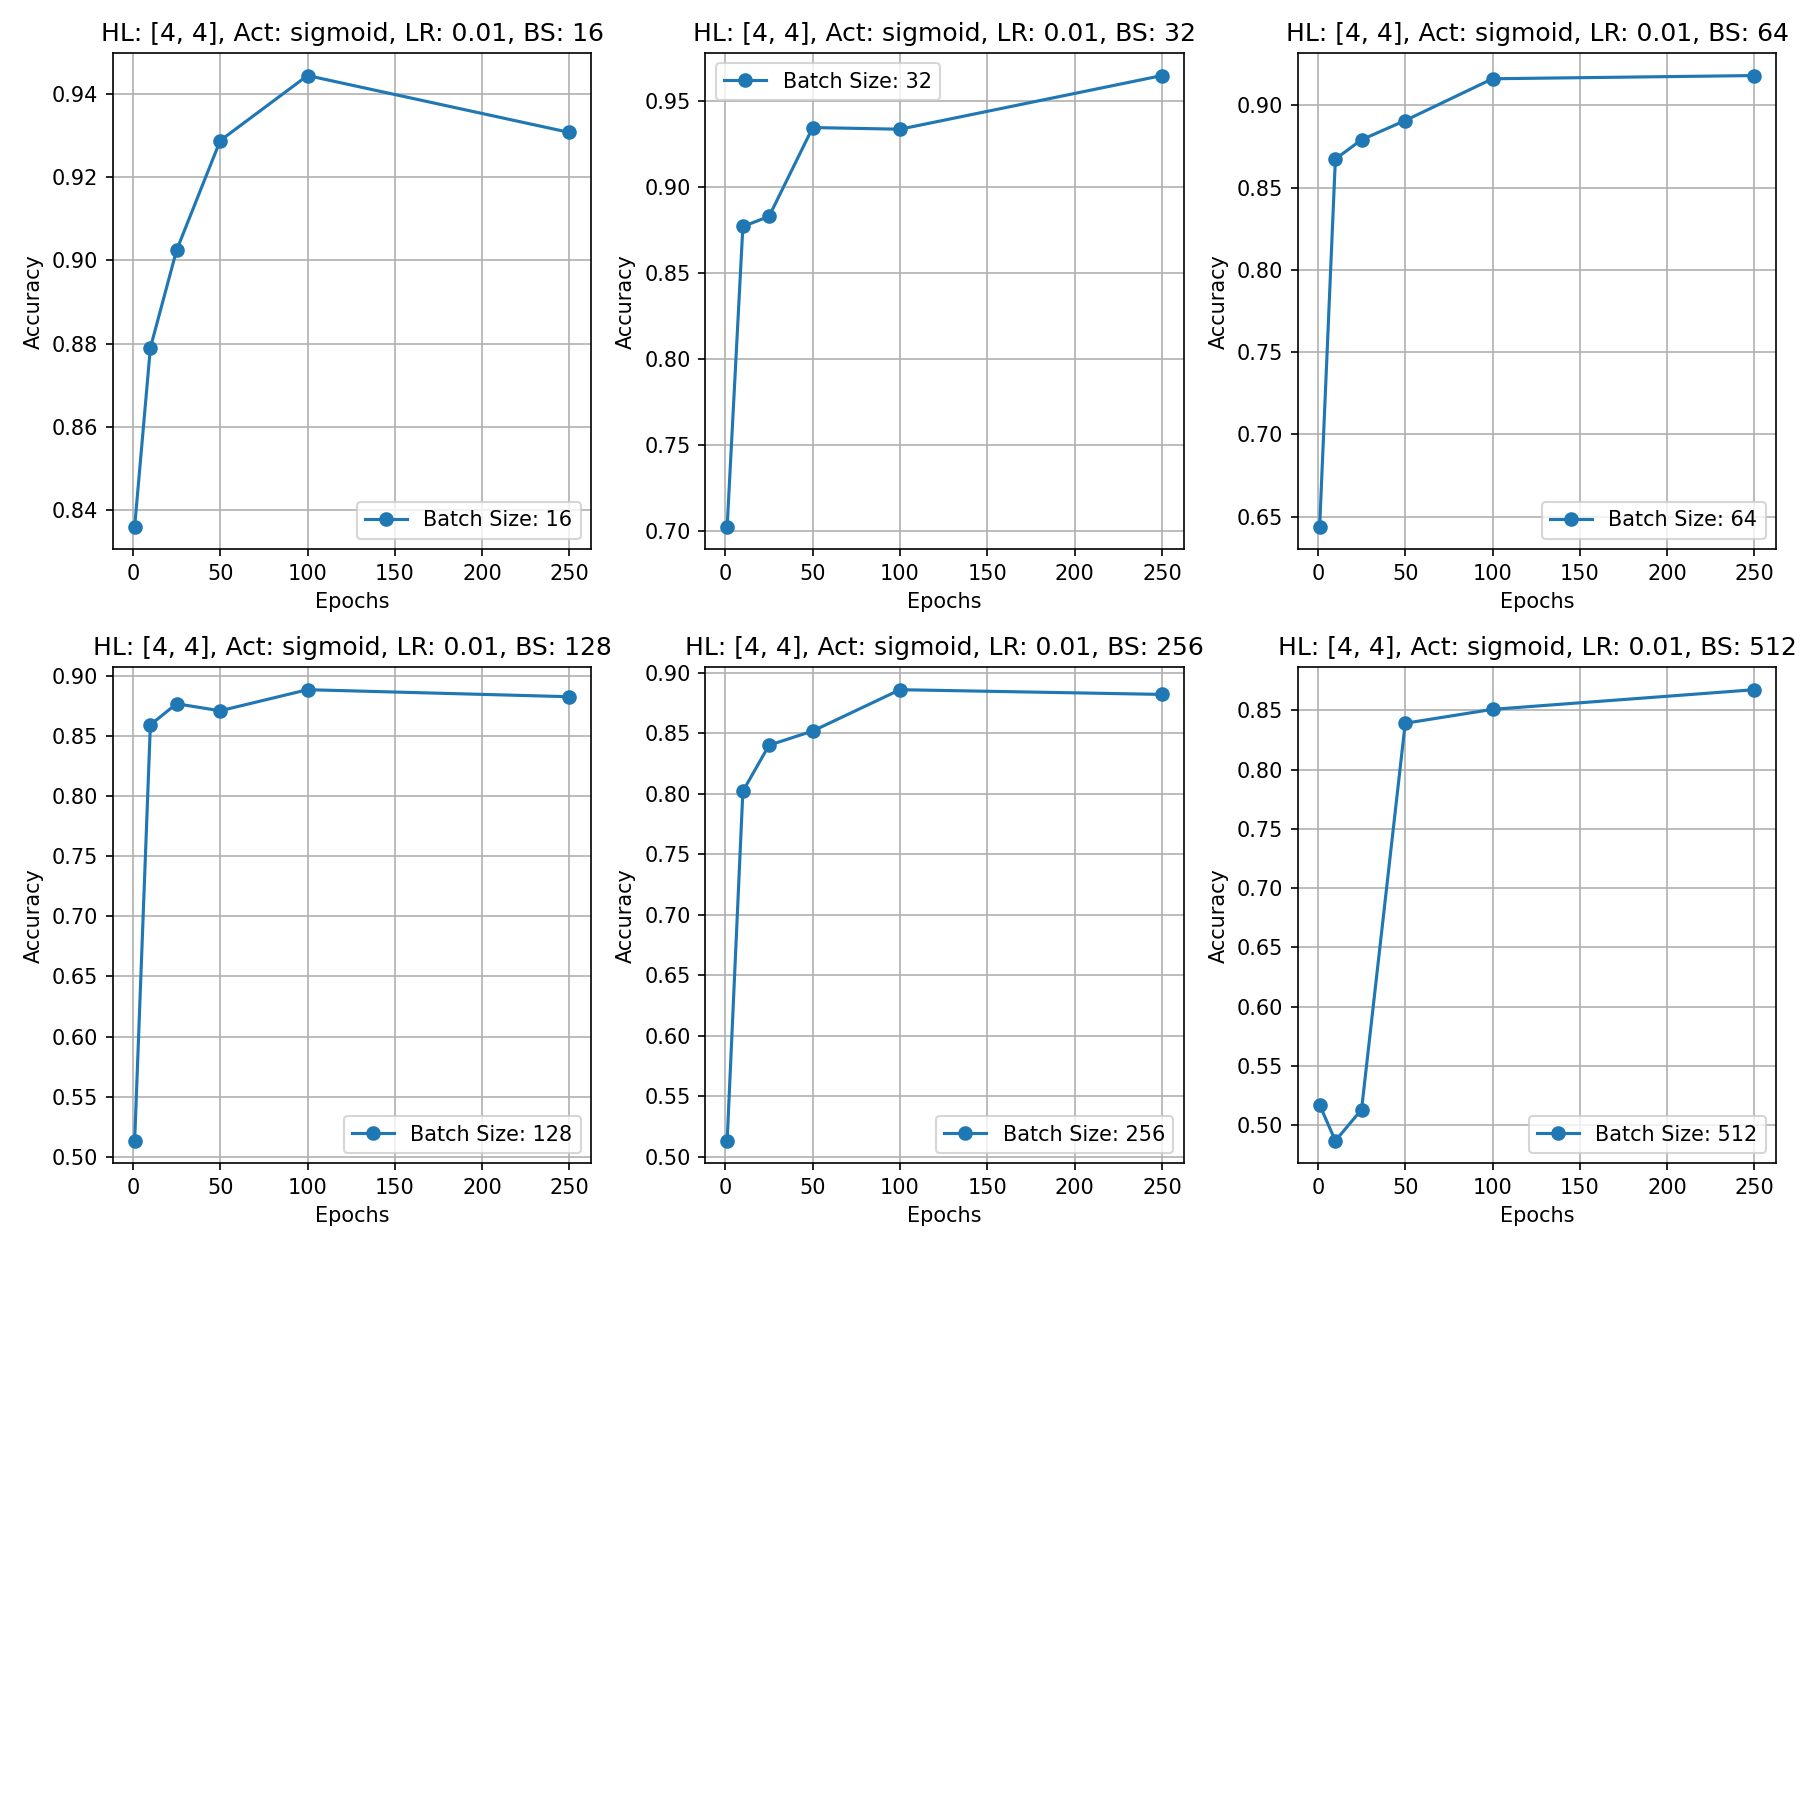 HL: [4, 4], Act: sigmoid, LR: 0.01, BS: 16
Accuracy
0.94
0.92
0.90
0.88
0.86
0.84
Batch Size: 16
0 50 100 150 200 250
Epochs
HL: [4, 4], Act: sigmoid, LR: 0.01, BS: 32
Accuracy
Batch Size: 32
0.95
0.90
0.85
0.80
0.75
0.70
0 50 100 150 200 250
Epochs
HL: [4, 4], Act: sigmoid, LR: 0.01, BS: 64
Accuracy
0.90
0.85
0.80
0.75
0.70
0.65
Batch Size: 64
0 50 100 150 200 250
Epochs
HL: [4, 4], Act: sigmoid, LR: 0.01, BS: 128
Accuracy
0.90
0.85
0.80
0.75
0.70
0.65
0.60
0.55
0.50
Batch Size: 128
0 50 100 150 200 250
Epochs
HL: [4, 4], Act: sigmoid, LR: 0.01, BS: 256
Accuracy
0.90
0.85
0.80
0.75
0.70
0.65
0.60
0.55
0.50
Batch Size: 256
0 50 100 150 200 250
Epochs
HL: [4, 4], Act: sigmoid, LR: 0.01, BS: 512
Accuracy
0.85
0.80
0.75
0.70
0.65
0.60
0.55
0.50
Batch Size: 512
0 50 100 150 200 250
Epochs